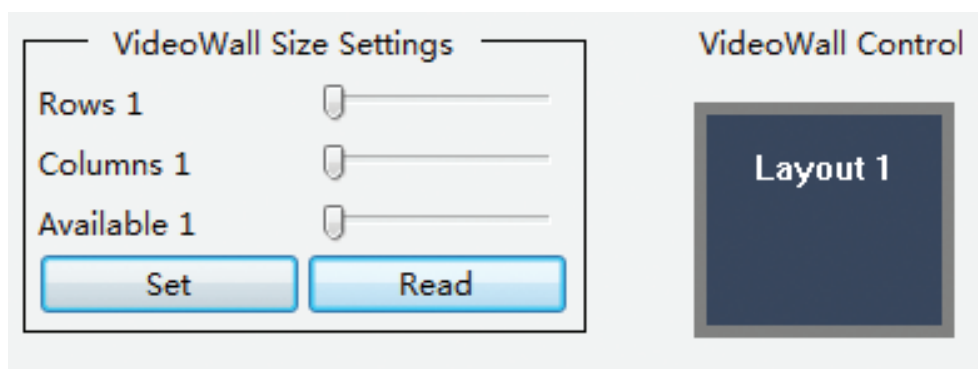 VideoWall Size Settings
Rows 1
Columns 1
Available 1
Set
Read
VideoWall Control
Layout 1